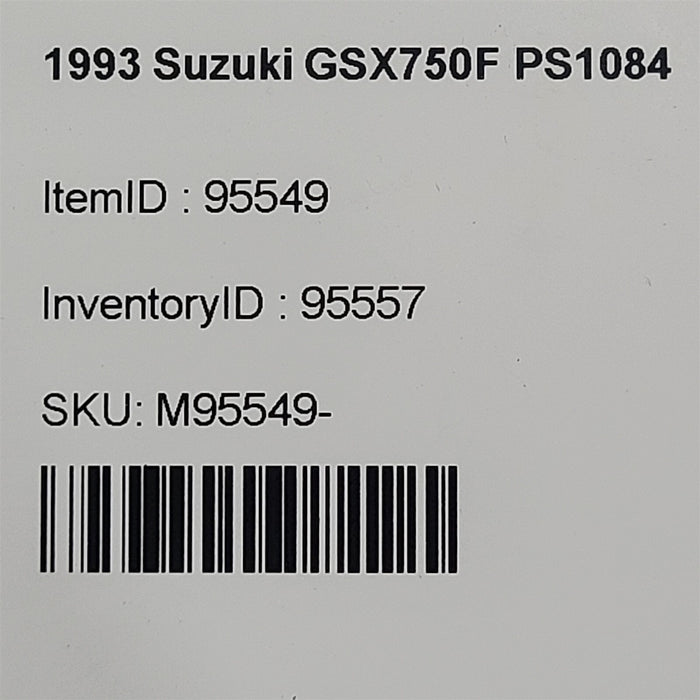 1993 Suzuki GSX750F PS1084
ItemID : 95549
InventoryID : 95557
SKU: M95549-